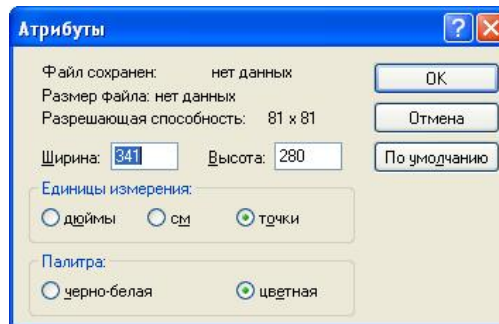 Атрибуты
Файл сохранен: нет данных
Размер файла: нет данных
Разрешающая способность: 81 x 81
Ширина: 341 Высота: 280
Единицы измерения:
дюймы см точки
Палитра:
черно-белая цветная
OK
Отмена
По умолчанию